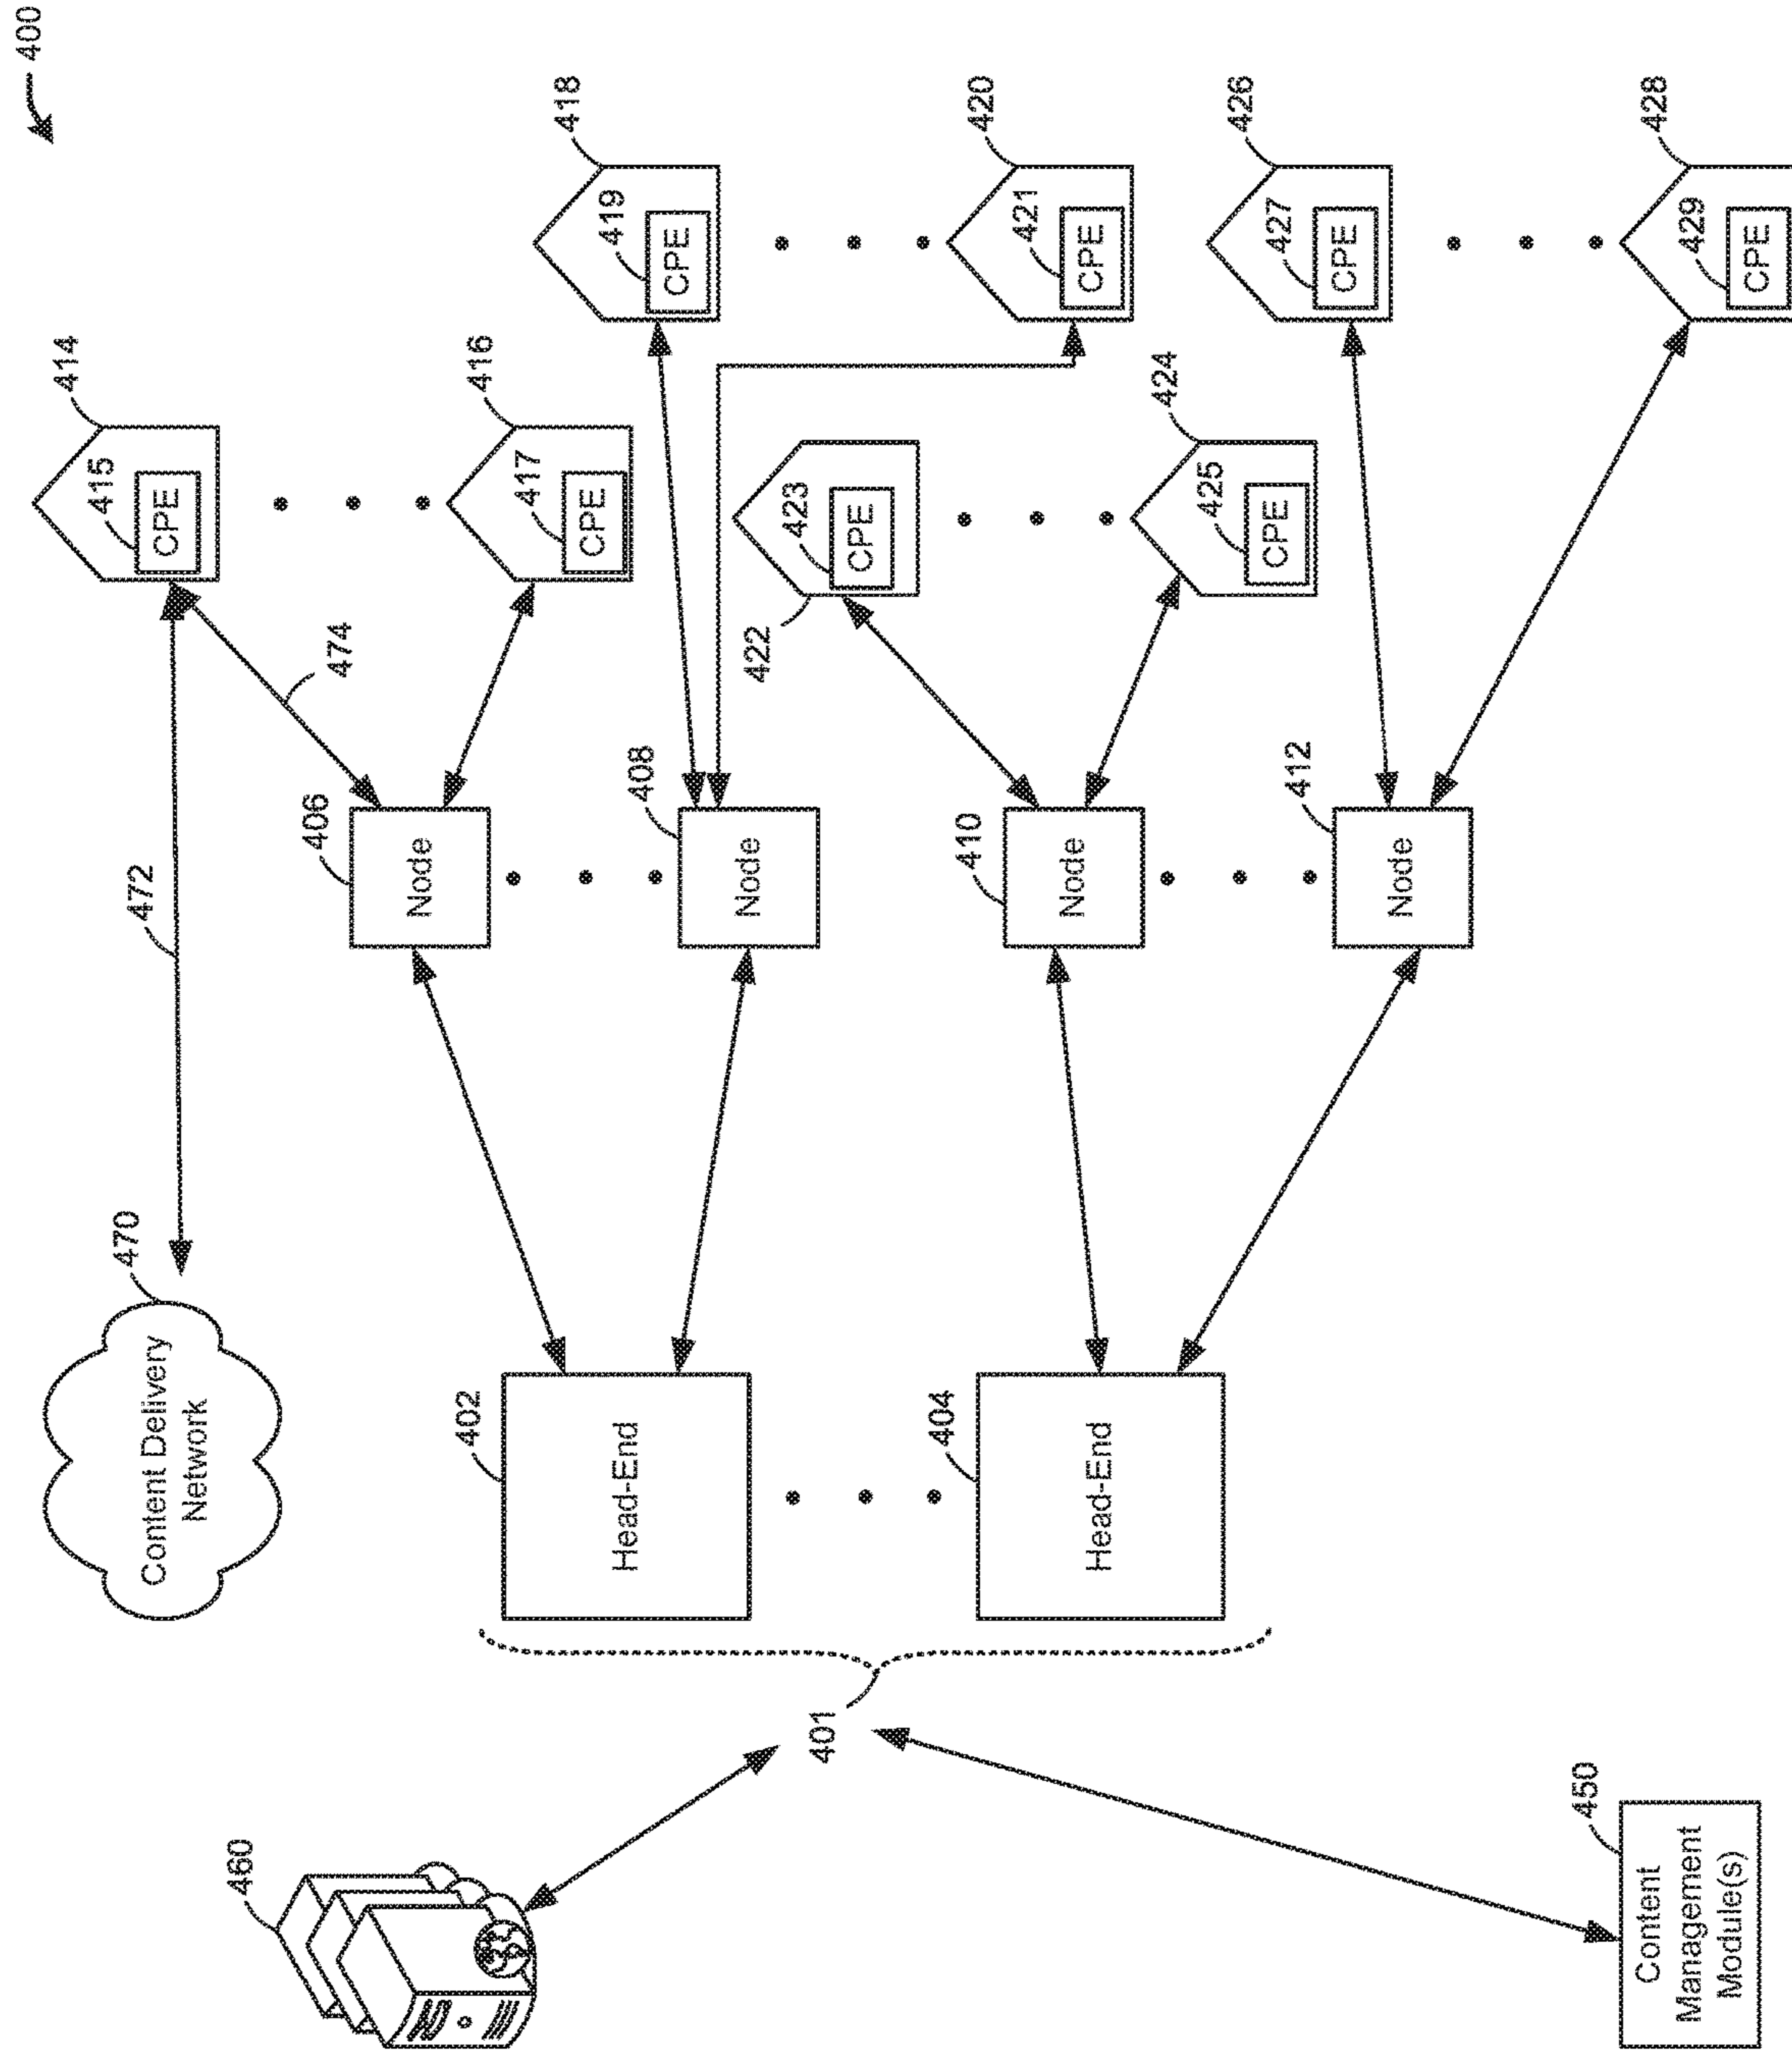 400
460
401
450
Content
Management
Module(s)
470
Content Delivery
Network
402
Head-End
404
Head-End
472
474
406
Node
408
Node
410
Node
412
Node
414
415
CPE
416
417
CPE
418
419
CPE
420
421
CPE
422
423
CPE
424
425
CPE
426
427
CPE
428
429
CPE